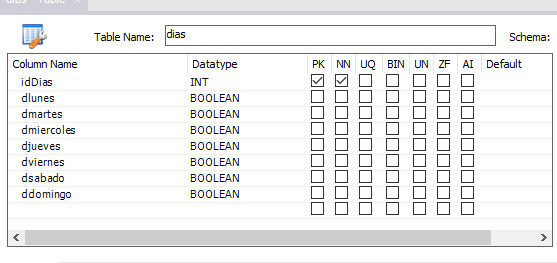 dias - Table
Table Name: dias Schema:
Column Name Datatype PK NN UQ BIN UN ZF AI Default
idDias INT
dlunes BOOLEAN
dmartes BOOLEAN
dmiercoles BOOLEAN
djueves BOOLEAN
dviernes BOOLEAN
dsabado BOOLEAN
ddomingo BOOLEAN